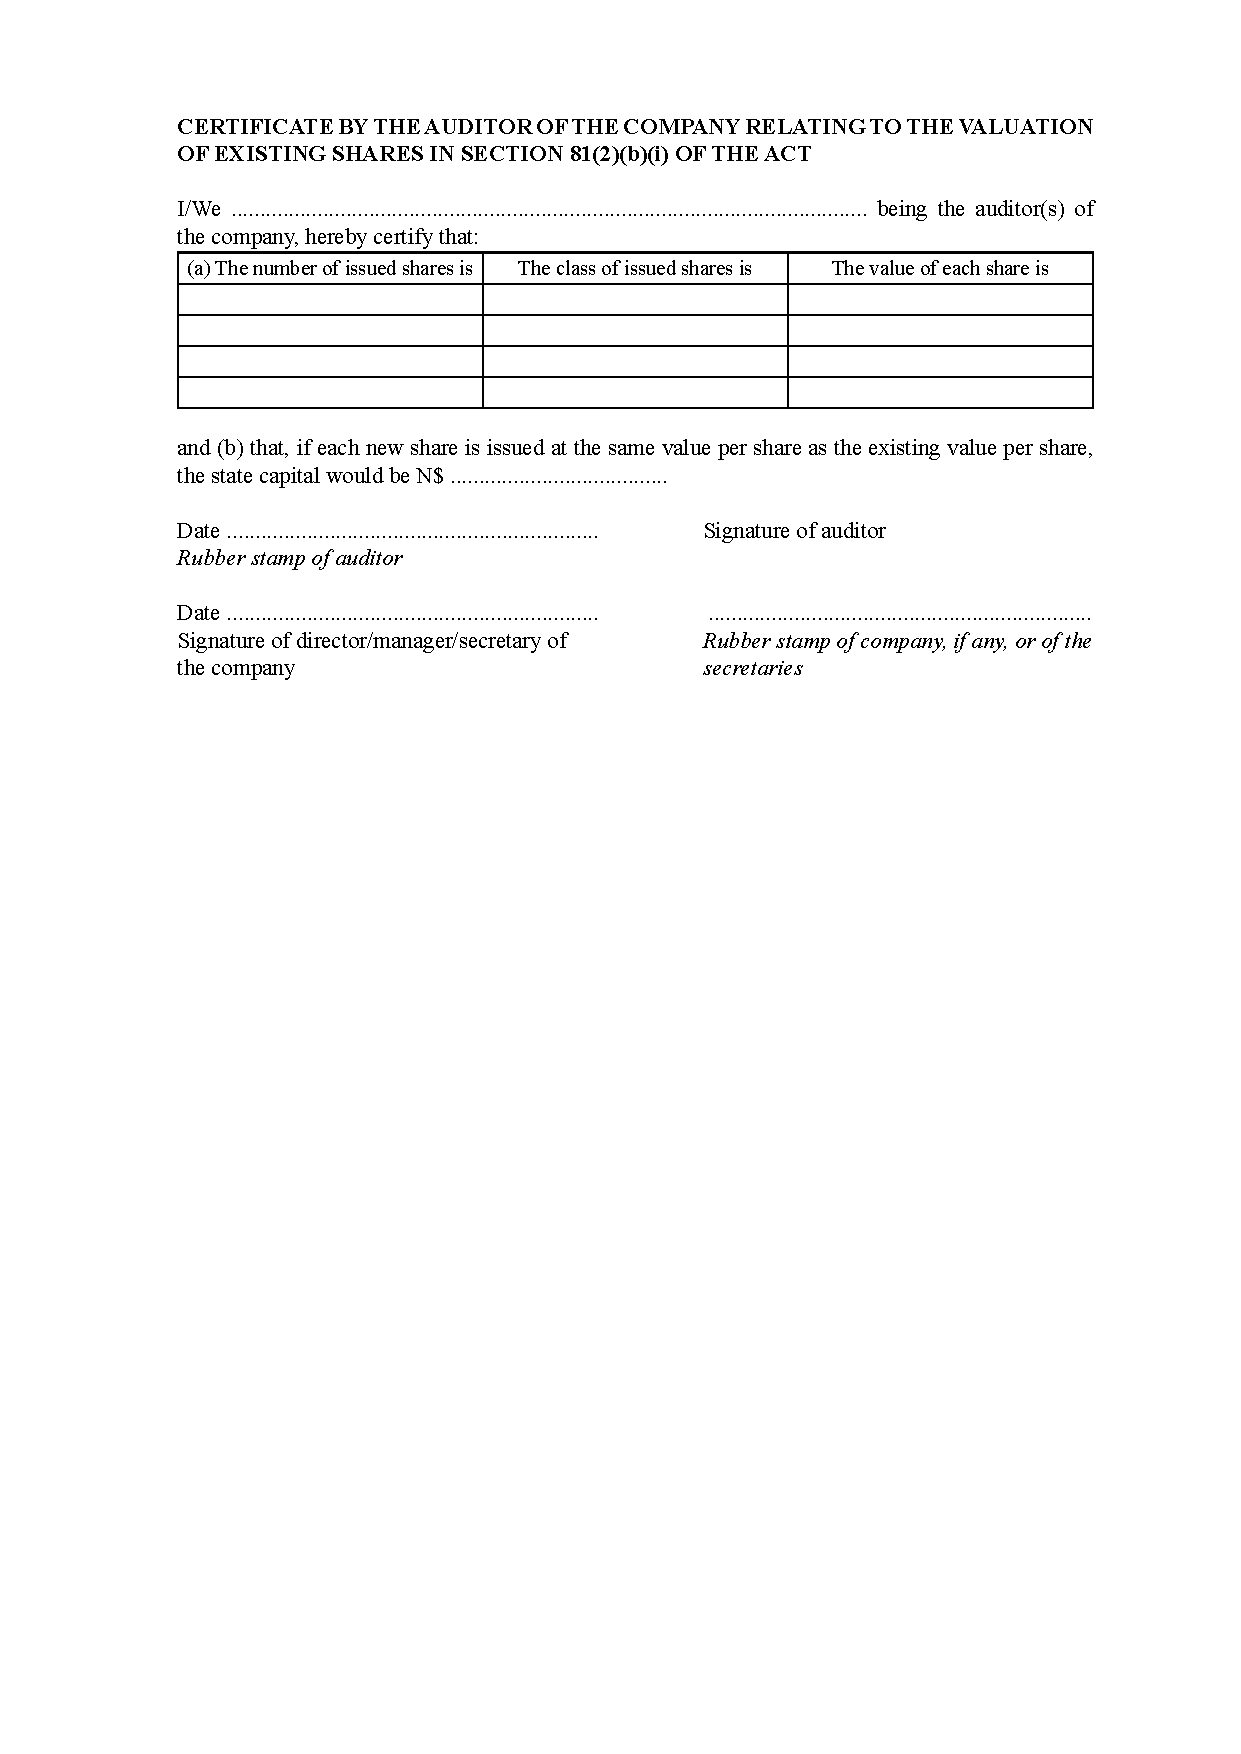 CERTIFICATE BY THE AUDITOR OF THE COMPANY RELATING TO THE VALUATION
OF EXISTING SHARES IN SECTION 81(2)(b)(i) OF THE ACT
I/We ............................................................................................................... being the auditor(s) of
the company, hereby certify that:
(a) The number of issued shares is The class of issued shares is The value of each share is
and (b) that, if each new share is issued at the same value per share as the existing value per share,
the state capital would be N$ ......................................
Date ................................................................. Signature of auditor
Rubber stamp of auditor
Date ................................................................. ...................................................................
Signature of director/manager/secretary of Rubber stamp of company, if any, or of the
the company secretaries